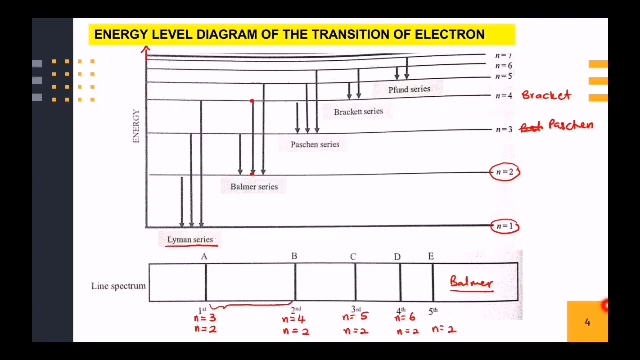 ENERGY LEVEL DIAGRAM OF THE TRANSITION OF ELECTRON
n=7
n=6
n=5
Pfund series
n=4 Bracket
Brackett series
n=3 Paschen
Paschen series
ENERGY
n=2
Balmer series
n=1
Lyman series
A B C D E
Line spectrum
Balmer
1st 2nd 3rd 4th 5th
n=3 n=4 n=5 n=6
n=2 n=2 n=2 n=2 n=2
4